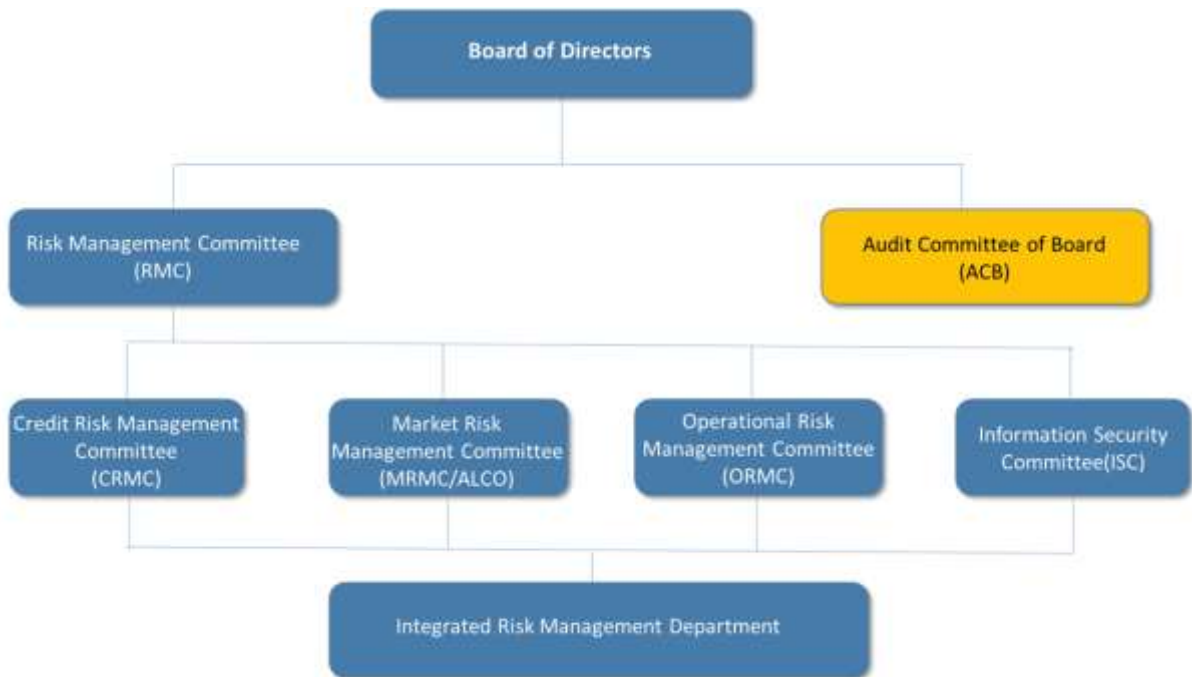 Board of Directors
Risk Management Committee
(RMC)
Audit Committee of Board
(ACB)
Credit Risk Management
Committee
(CRMC)
Market Risk
Management Committee
(MRMC/ALCO)
Operational Risk
Management Committee
(ORMC)
Information Security
Committee(ISC)
Integrated Risk Management Department